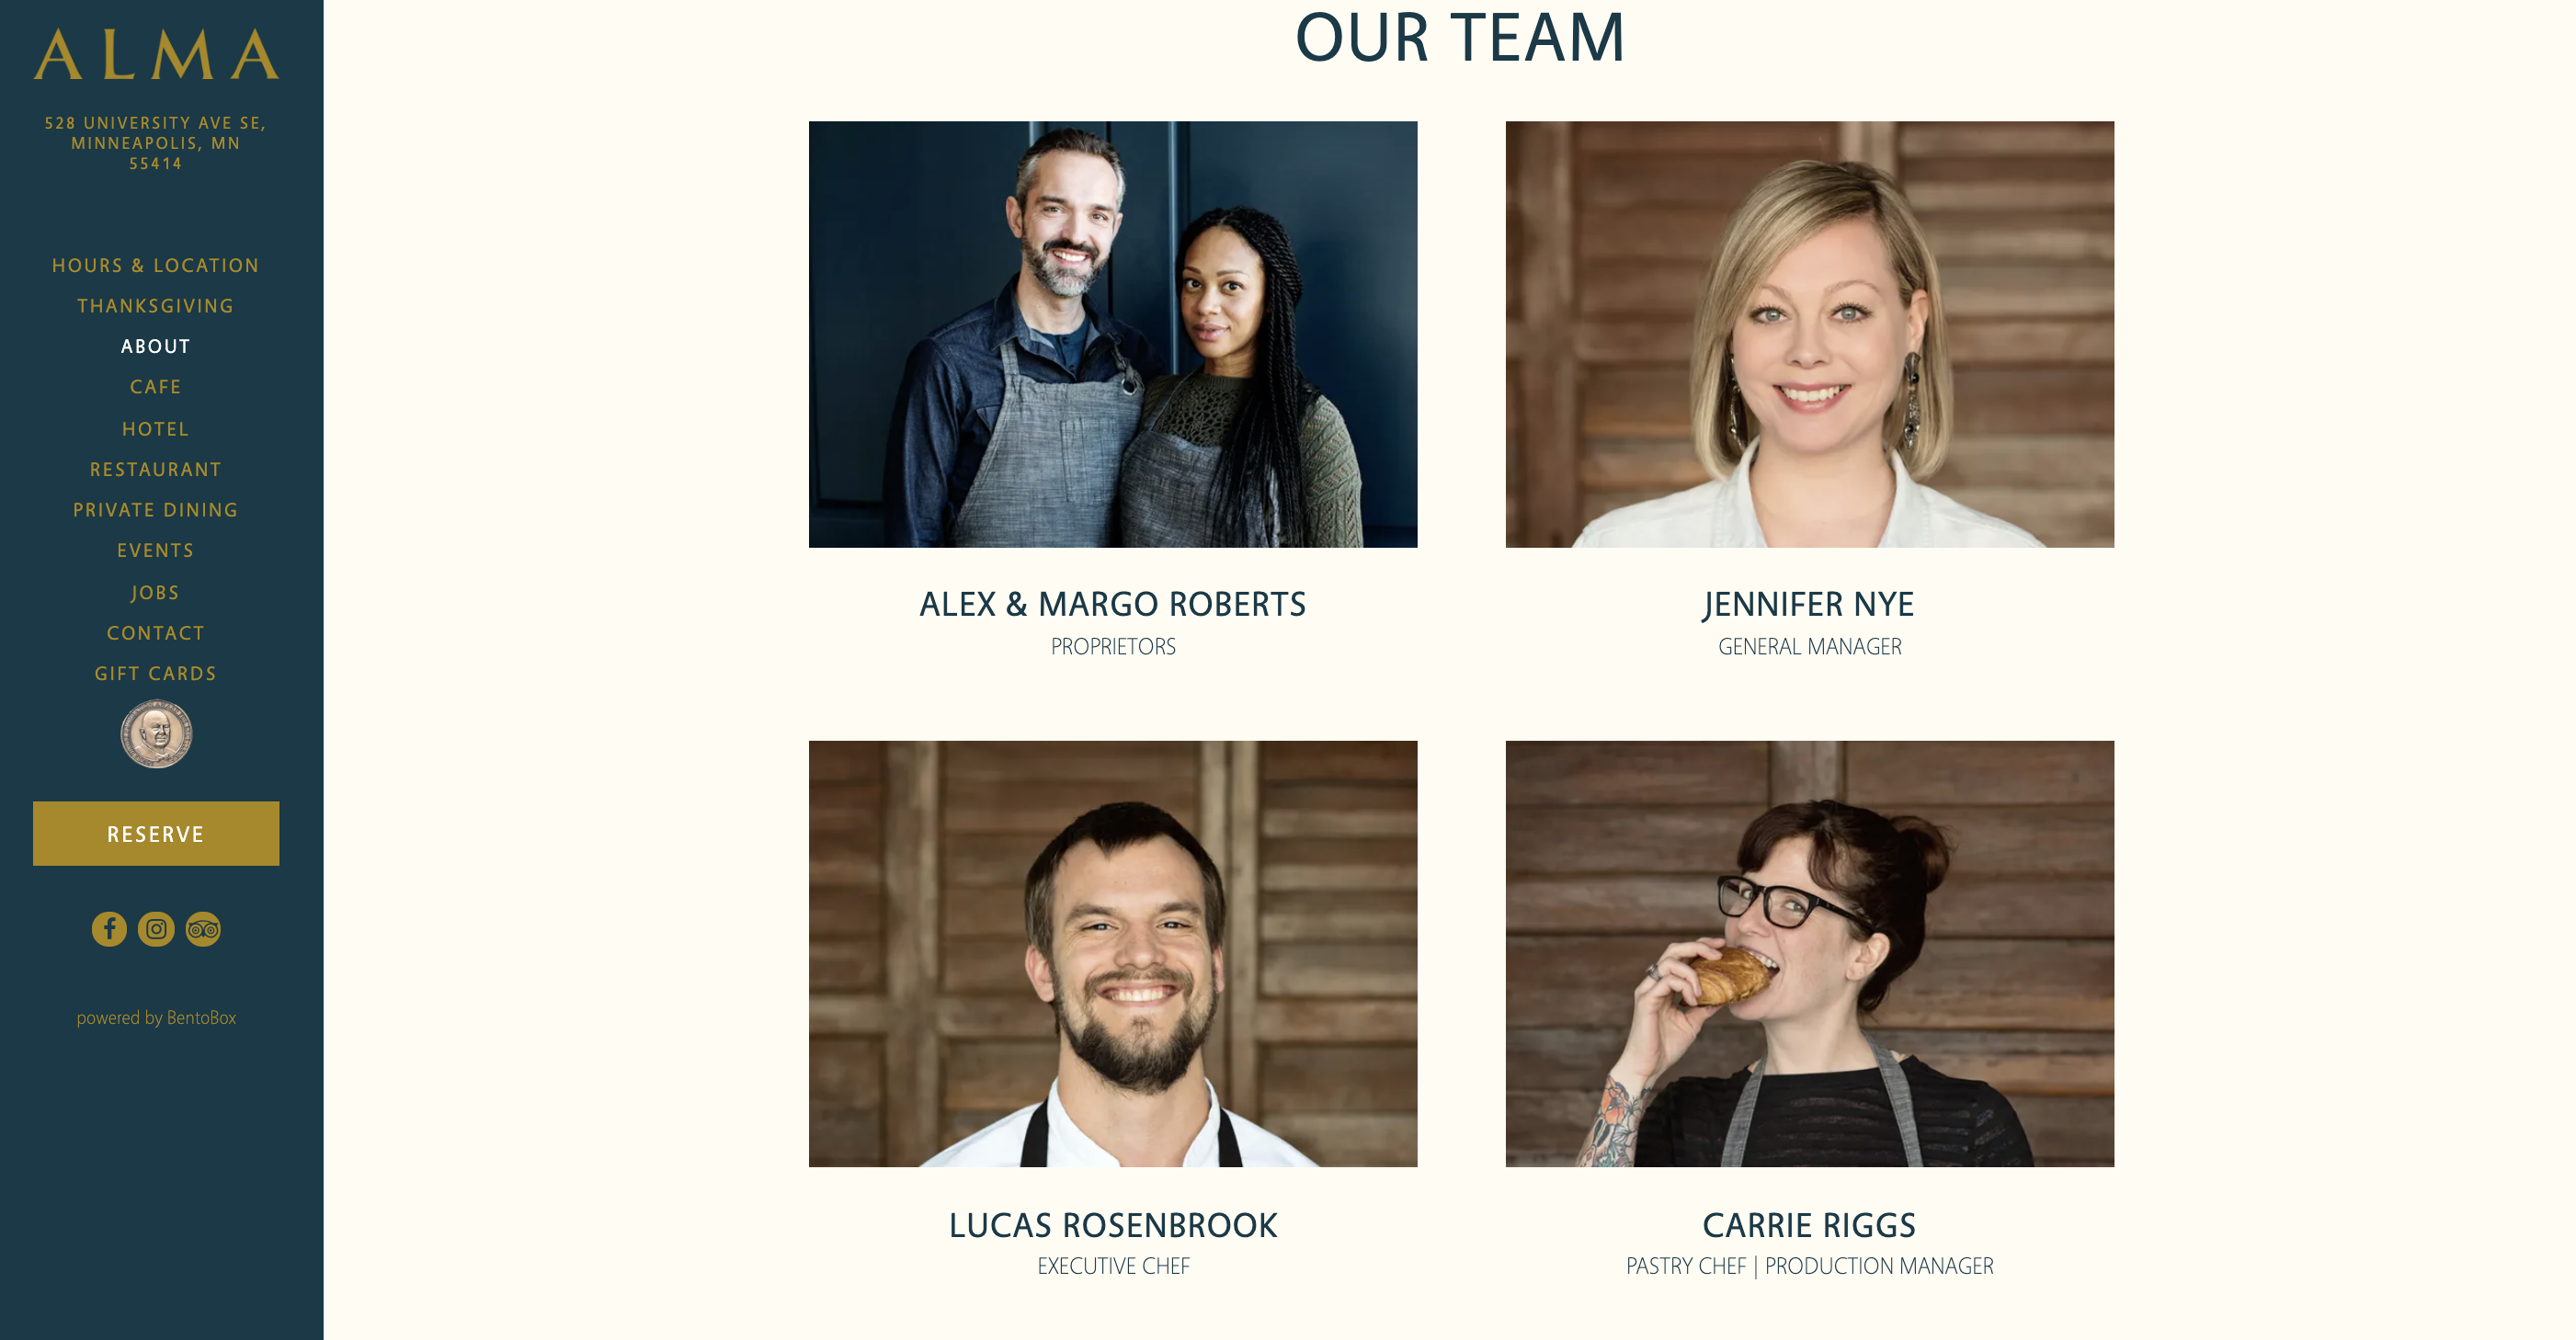 ALMA
528 UNIVERSITY AVE SE,
MINNEAPOLIS, MN
55414
HOURS & LOCATION
THANKSGIVING
ABOUT
CAFE
HOTEL
RESTAURANT
PRIVATE DINING
EVENTS
JOBS
CONTACT
GIFT CARDS
RESERVE
powered by BentoBox
OUR TEAM
ALEX & MARGO ROBERTS
PROPRIETORS
JENNIFER NYE
GENERAL MANAGER
LUCAS ROSENBROOK
EXECUTIVE CHEF
CARRIE RIGGS
PASTRY CHEF | PRODUCTION MANAGER